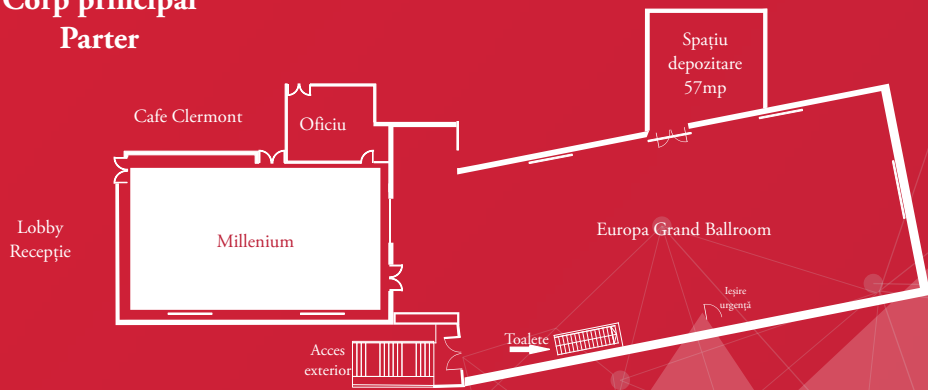 Corp principal
Parter
Spațiu
depozitare
57mp
Cafe Clermont
Oficiu
Lobby
Recepție
Millenium
Europa Grand Ballroom
Ieșire
urgență
Toalete
Acces
exterior